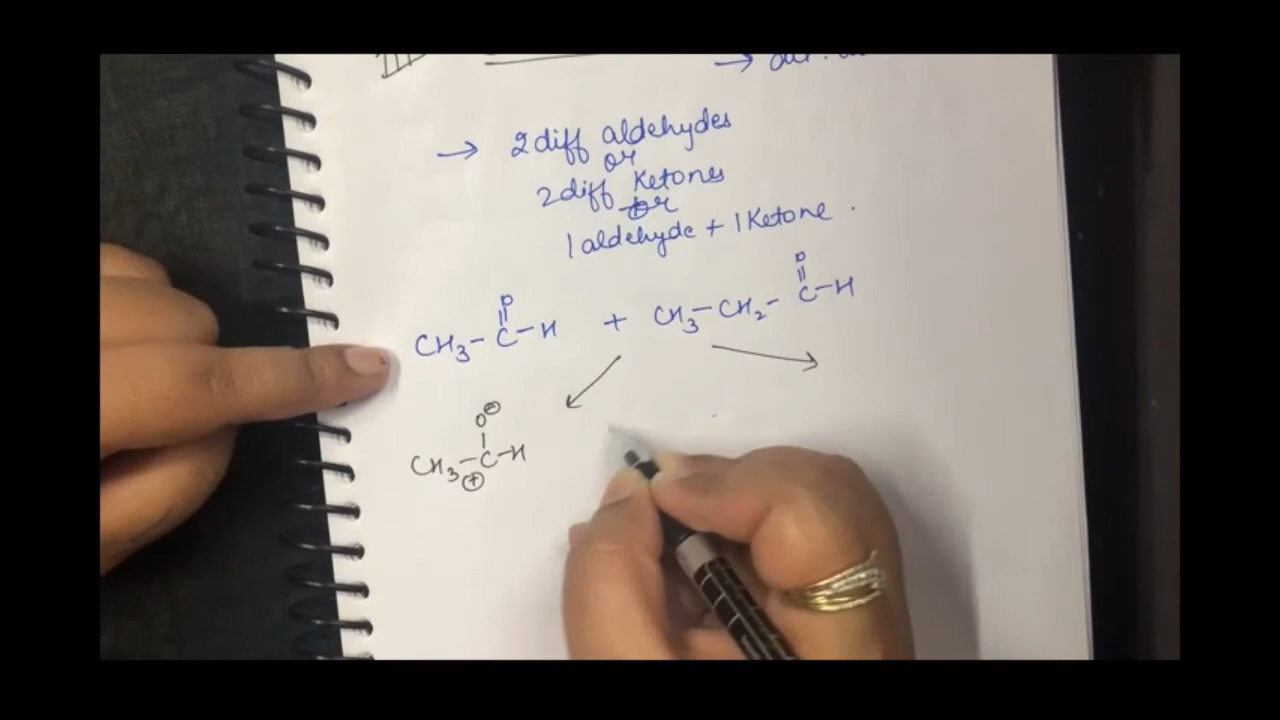 → 2 diff aldehydes
or
2 diff Ketones
or
1 aldehyde + 1 Ketone .
O O
|| ||
CH3-C-H + CH3-CH2-C-H
O⊖
|
CH3-C-H
⊕